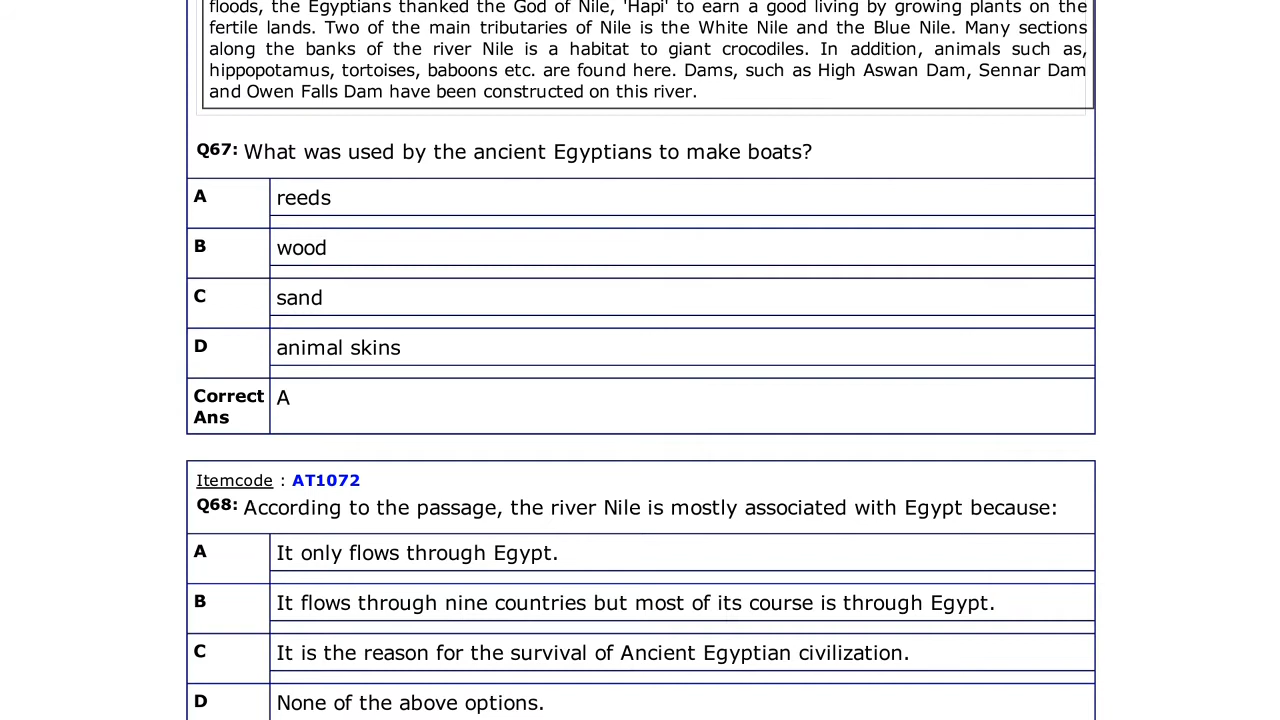 floods, the Egyptians thanked the God of Nile, 'Hapi' to earn a good living by growing plants on the
fertile lands. Two of the main tributaries of Nile is the White Nile and the Blue Nile. Many sections
along the banks of the river Nile is a habitat to giant crocodiles. In addition, animals such as,
hippopotamus, tortoises, baboons etc. are found here. Dams, such as High Aswan Dam, Sennar Dam
and Owen Falls Dam have been constructed on this river.
Q67: What was used by the ancient Egyptians to make boats?
A reeds
B wood
C sand
D animal skins
Correct A
Ans
Itemcode : AT1072
Q68: According to the passage, the river Nile is mostly associated with Egypt because:
A It only flows through Egypt.
B It flows through nine countries but most of its course is through Egypt.
C It is the reason for the survival of Ancient Egyptian civilization.
D None of the above options.